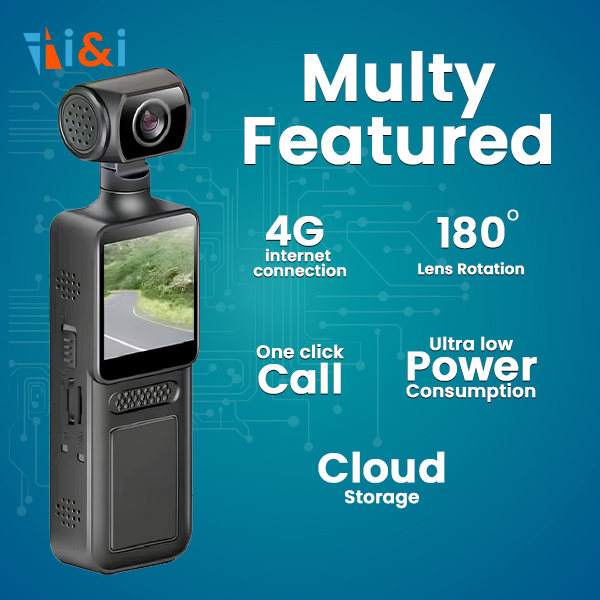 i&i
Multy
Featured
4G
internet
connection
180°
Lens Rotation
One click
Call
Ultra low
Power
Consumption
Cloud
Storage